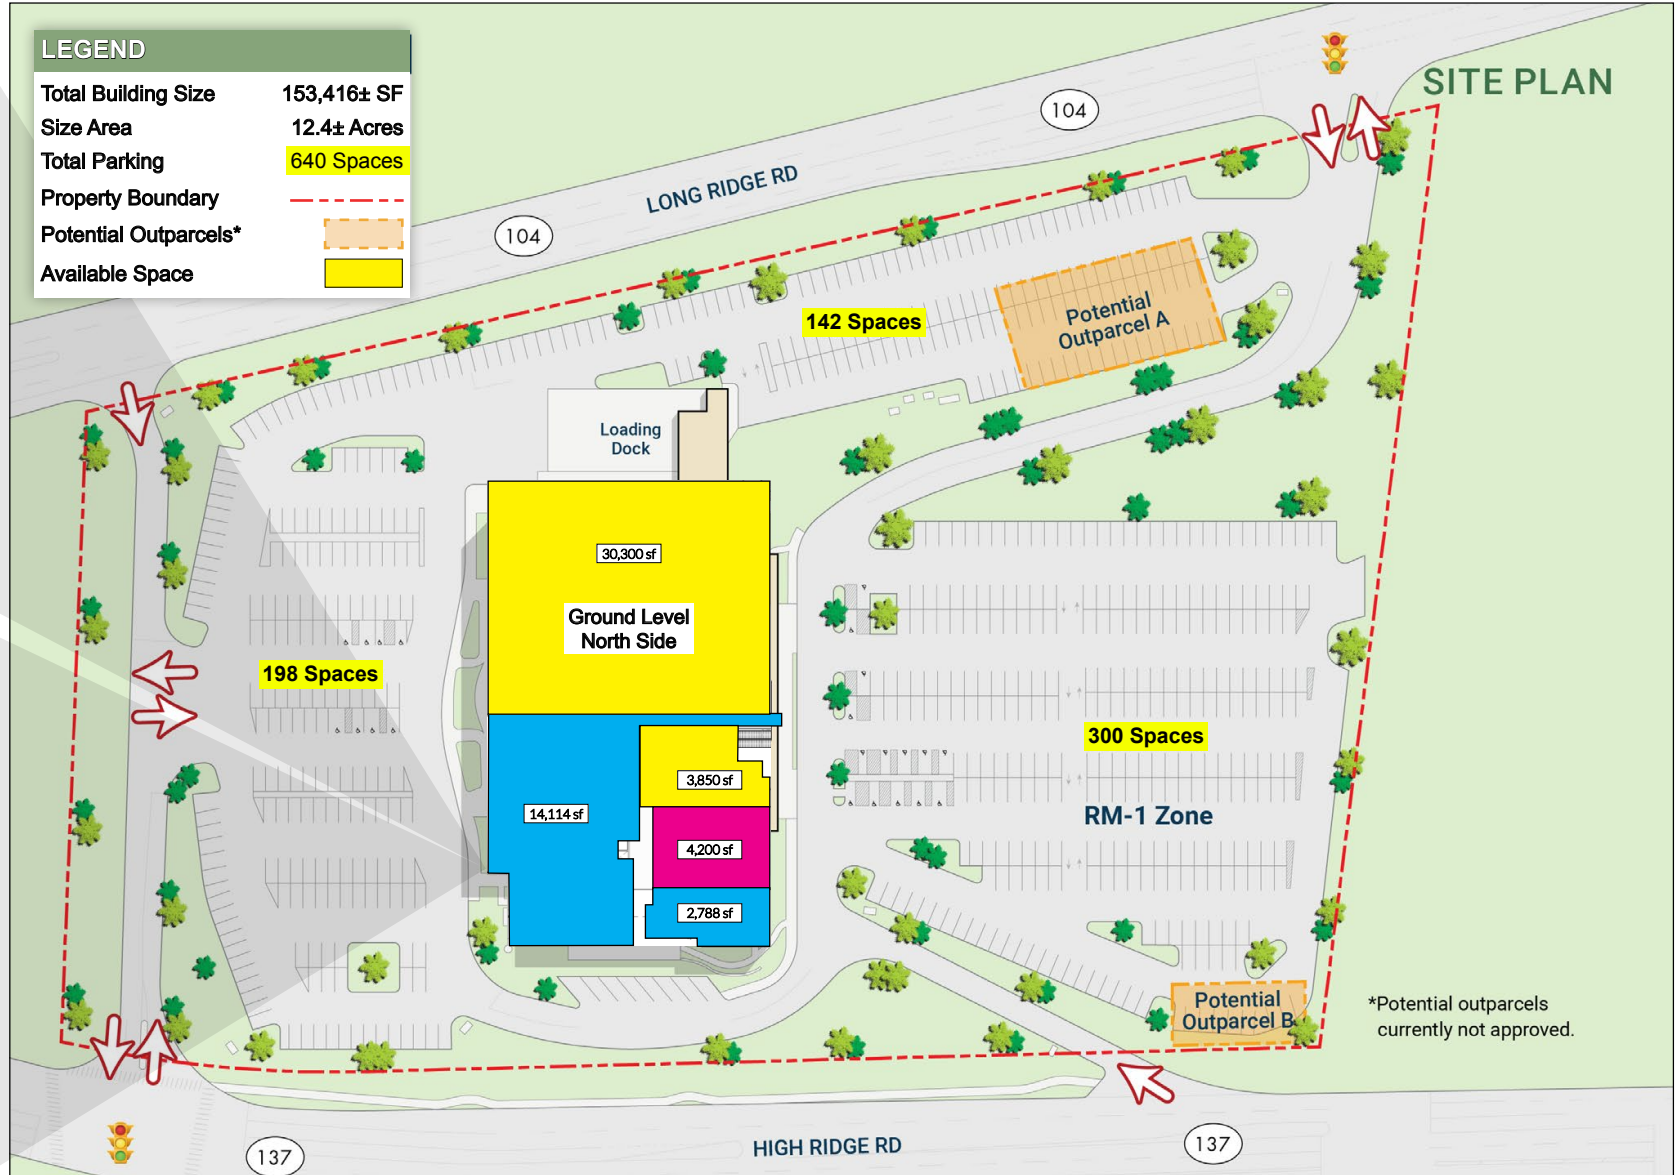 LEGEND
Total Building Size 153,416± SF
Size Area 12.4± Acres
Total Parking 640 Spaces
Property Boundary
Potential Outparcels*
Available Space
SITE PLAN
104
LONG RIDGE RD
104
142 Spaces
Potential
Outparcel A
Loading
Dock
30,300 sf
Ground Level
North Side
198 Spaces
300 Spaces
3,850 sf
14,114 sf
RM-1 Zone
4,200 sf
2,788 sf
Potential
Outparcel B
*Potential outparcels
currently not approved.
HIGH RIDGE RD
137
137